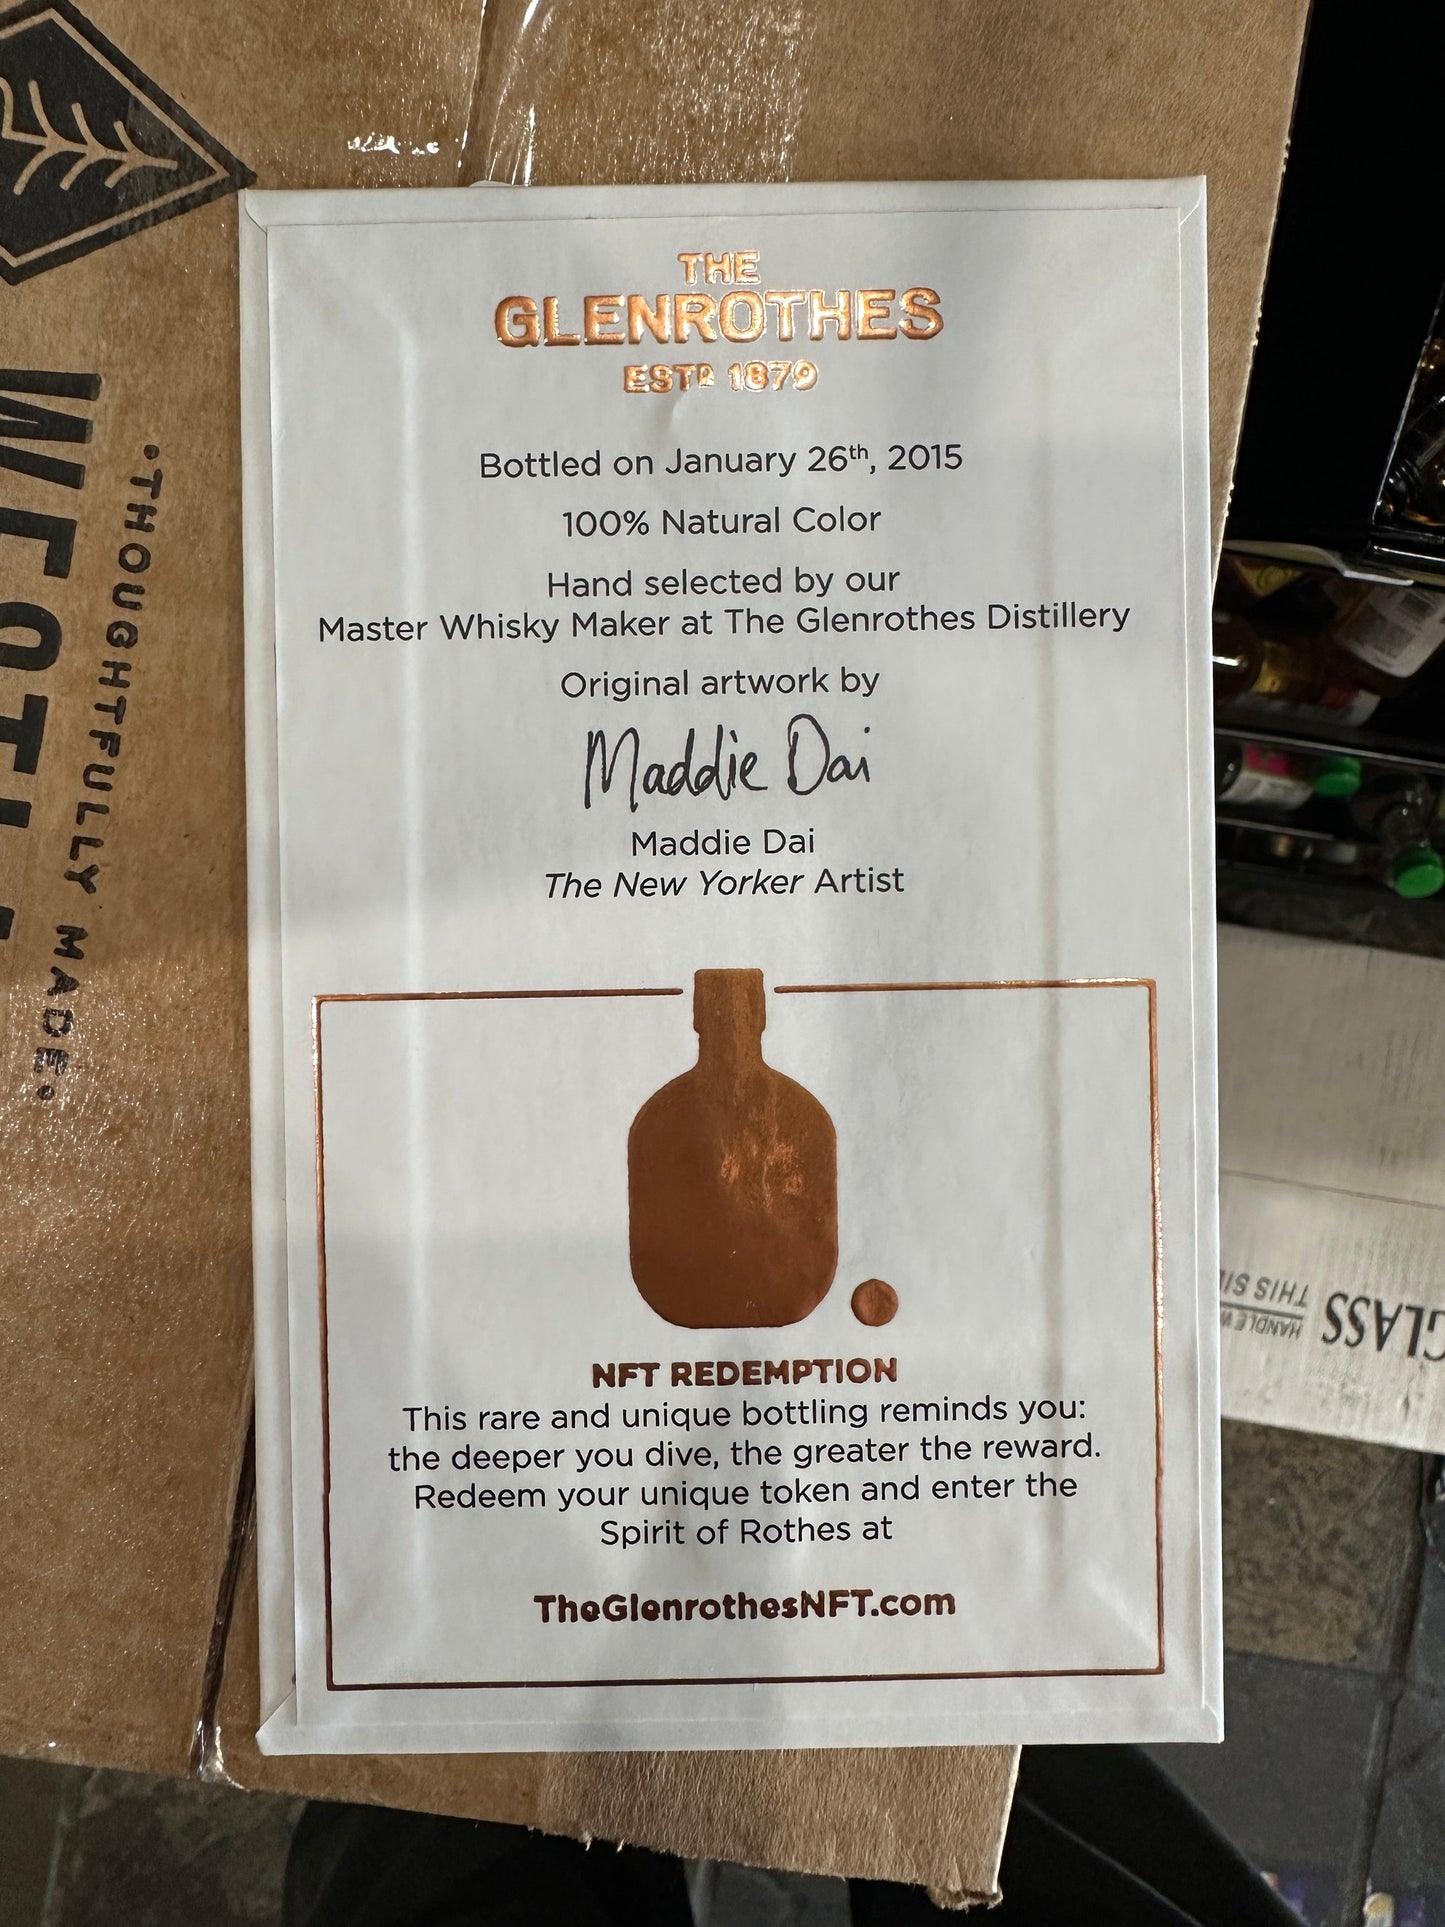 THE
GLENROTHES
ESTD 1879
Bottled on January 26th, 2015
100% Natural Color
Hand selected by our
Master Whisky Maker at The Glenrothes Distillery
Original artwork by
Maddie Dai
Maddie Dai
The New Yorker Artist
NFT REDEMPTION
This rare and unique bottling reminds you:
the deeper you dive, the greater the reward.
Redeem your unique token and enter the
Spirit of Rothes at
TheGlenrothesNFT.com
•THOUGHTFULLY MADE.•
GLASS
HANDLE
THIS